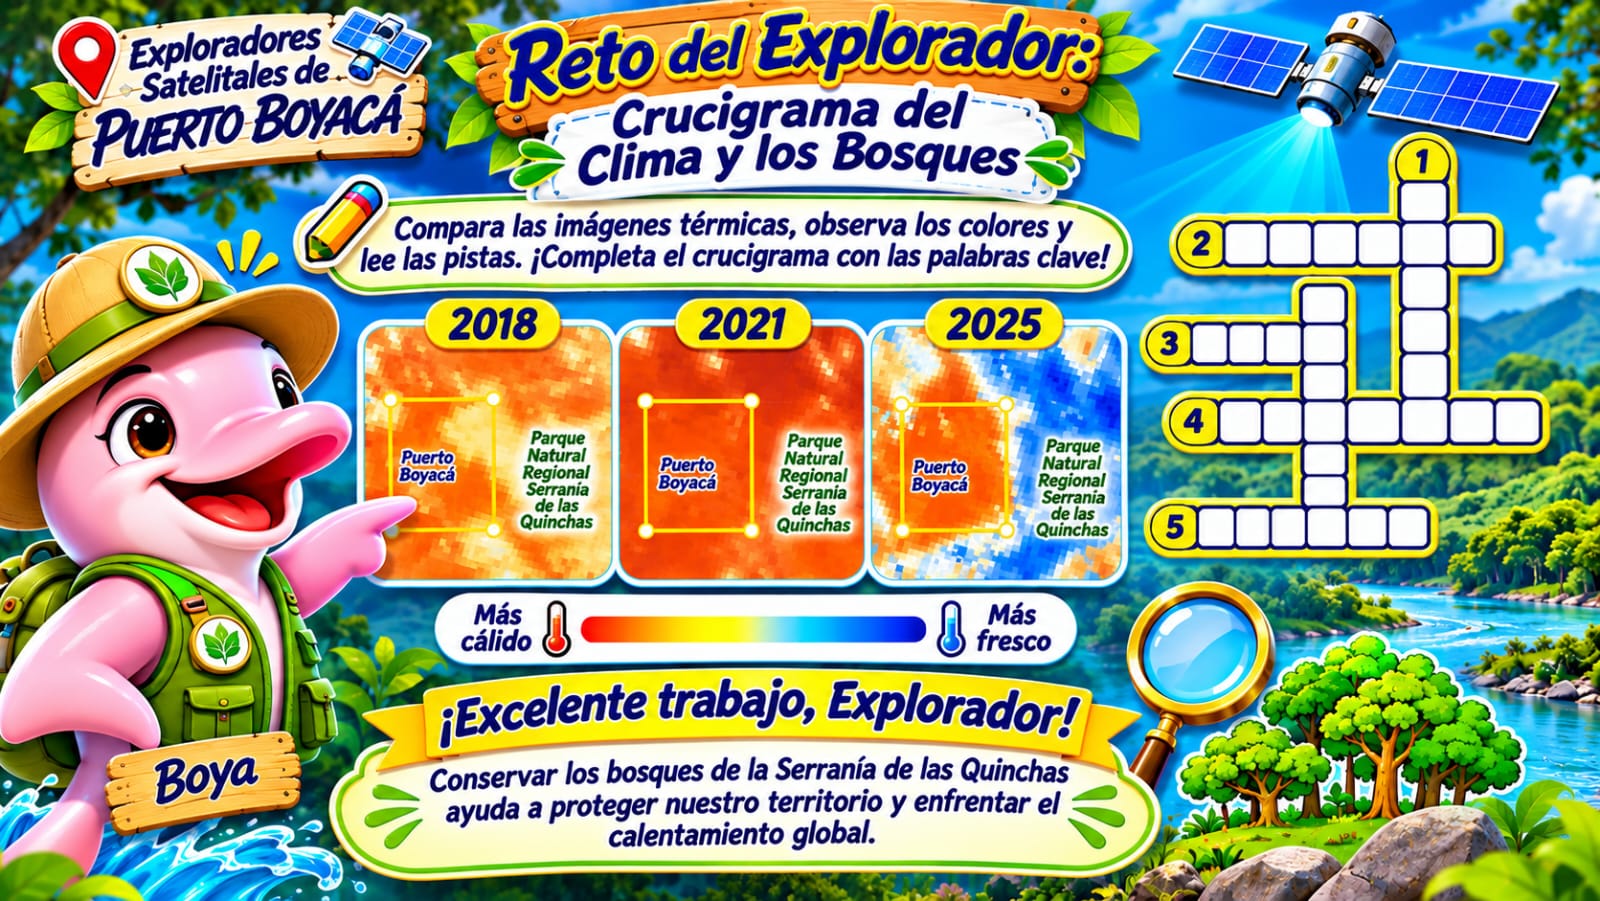 Exploradores
Satelitales de
PUERTO BOYACÁ
Reto del Explorador:
Crucigrama del
Clima y los Bosques
Compara las imágenes térmicas, observa los colores y
lee las pistas. ¡Completa el crucigrama con las palabras clave!
2018
Puerto
Boyacá
Parque
Natural
Regional
Serranía
de las
Quinchas
2021
Puerto
Boyacá
Parque
Natural
Regional
Serranía
de las
Quinchas
2025
Puerto
Boyacá
Parque
Natural
Regional
Serranía
de las
Quinchas
Más
cálido
Más
fresco
1
2
3
4
5
¡Excelente trabajo, Explorador!
Conservar los bosques de la Serranía de las Quinchas
ayuda a proteger nuestro territorio y enfrentar el
calentamiento global.
Boya